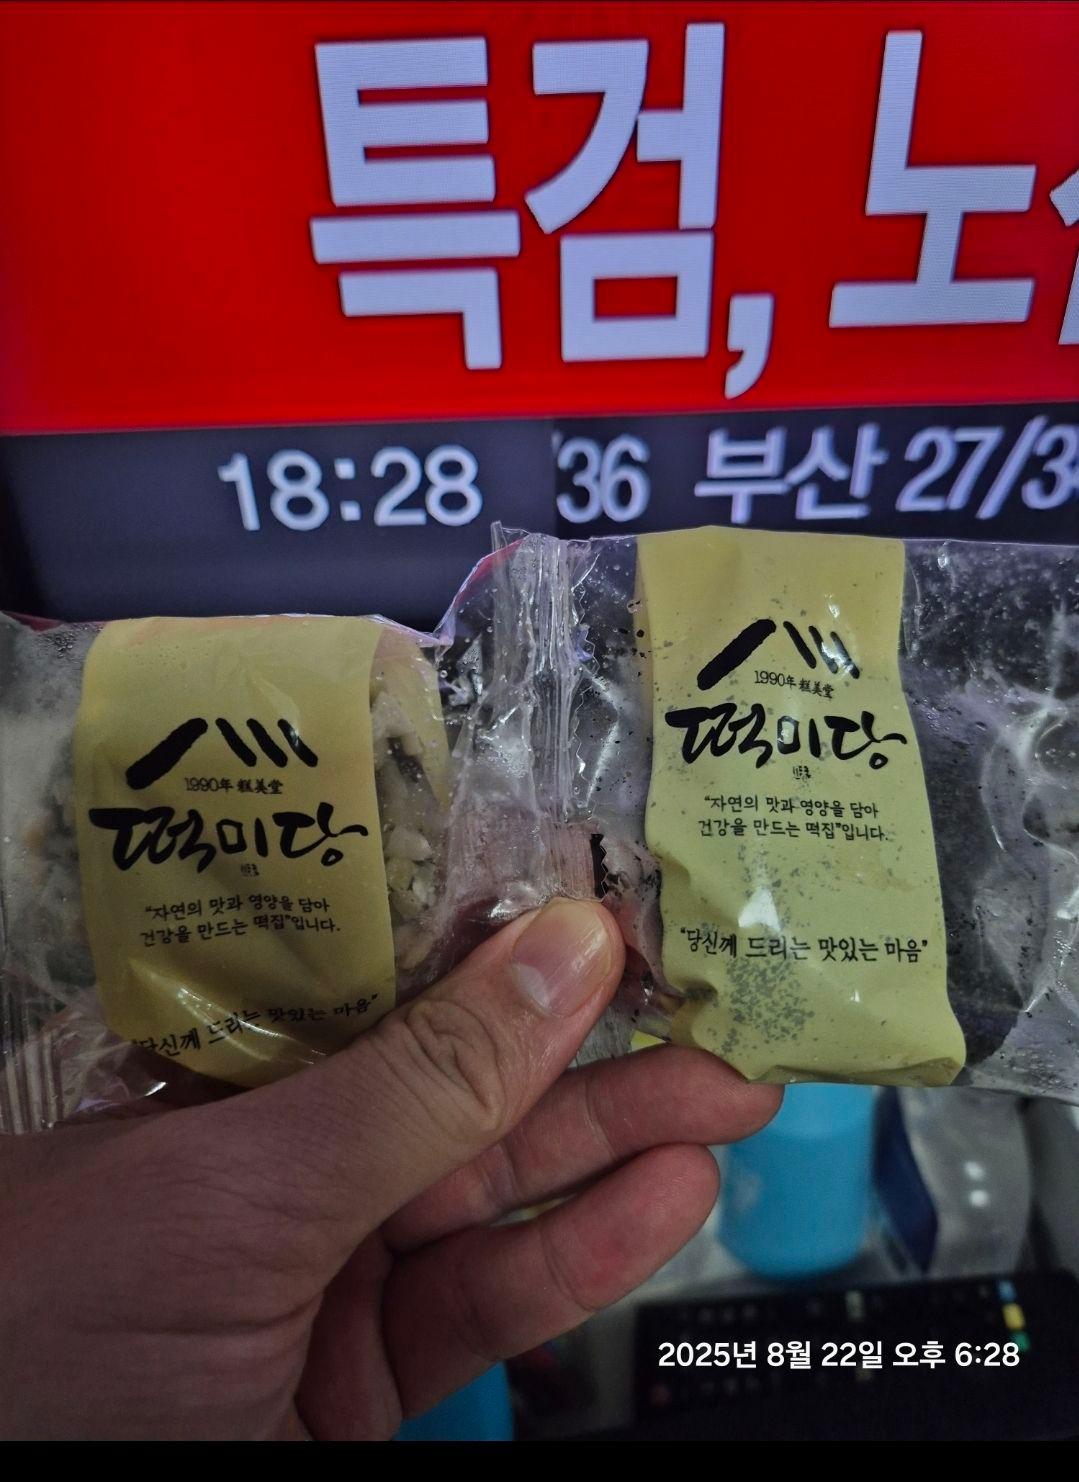 특검, 노
18:28
36 부산 27/34
1990年 糕美堂
떡미당
"자연의 맛과 영양을 담아
건강을 만드는 떡집"입니다.
"당신께 드리는 맛있는 마음"
1990年 糕美堂
떡미당
"자연의 맛과 영양을 담아
건강을 만드는 떡집"입니다.
"당신께 드리는 맛있는 마음"
2025년 8월 22일 오후 6:28